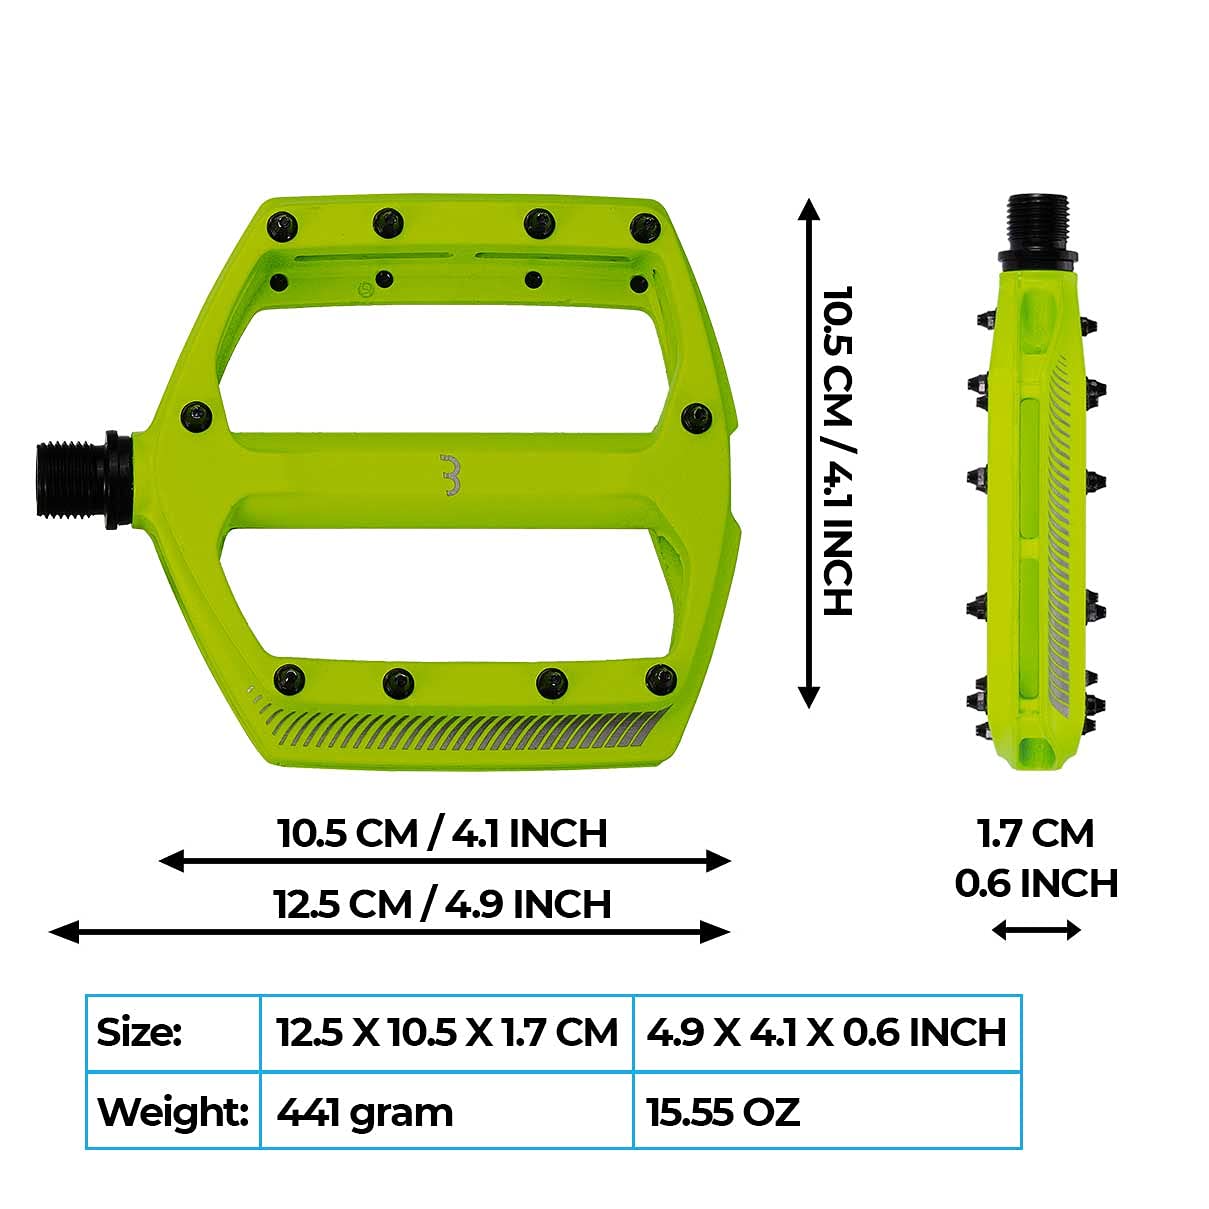 3
10.5 CM / 4.1 INCH
10.5 CM / 4.1 INCH
12.5 CM / 4.9 INCH
1.7 CM
0.6 INCH
Size: 12.5 X 10.5 X 1.7 CM 4.9 X 4.1 X 0.6 INCH
Weight: 441 gram 15.55 OZ